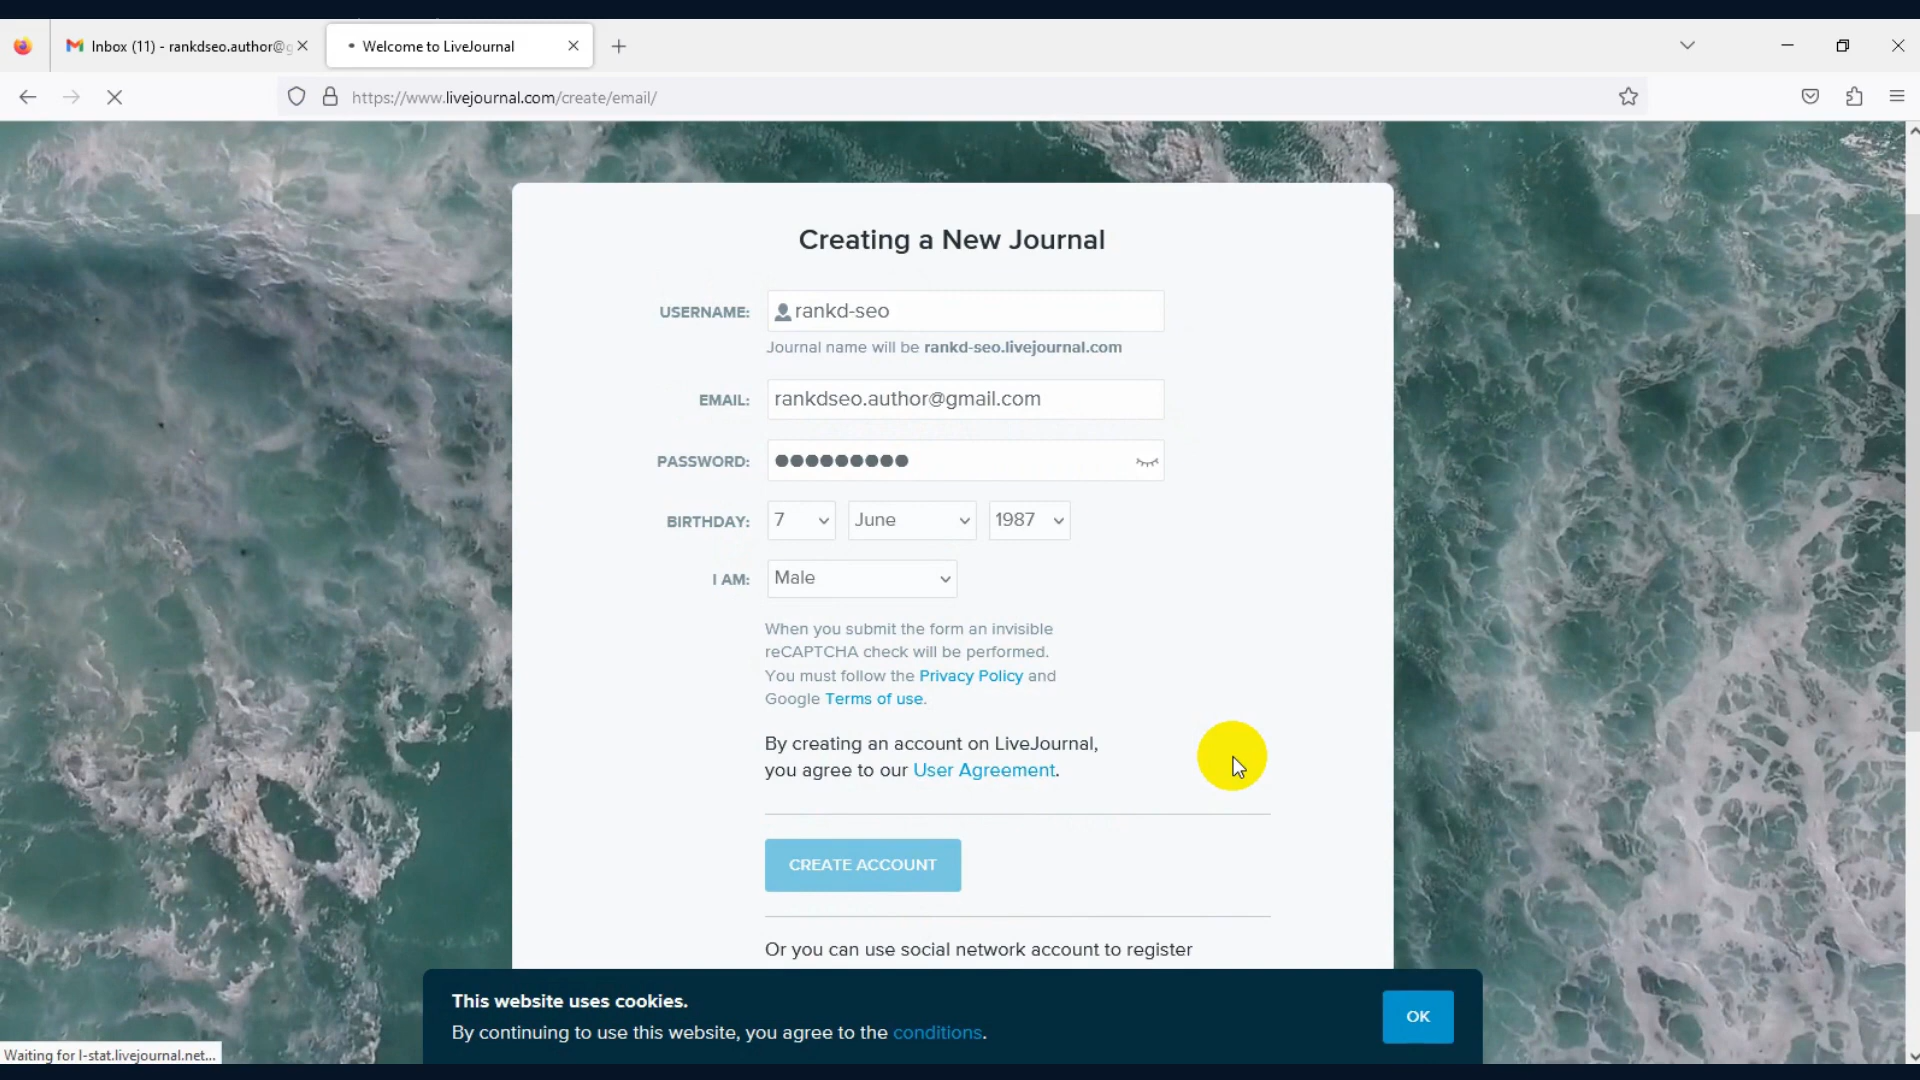 Inbox (11) - rankdseo.author@g
Welcome to LiveJournal
https://www.livejournal.com/create/email/
Creating a New Journal
USERNAME: rankd-seo
Journal name will be rankd-seo.livejournal.com
EMAIL: rankdseo.author@gmail.com
PASSWORD: ●●●●●●●●●
BIRTHDAY: 7 June 1987
I AM: Male
When you submit the form an invisible
reCAPTCHA check will be performed.
You must follow the Privacy Policy and
Google Terms of use.
By creating an account on LiveJournal,
you agree to our User Agreement.
CREATE ACCOUNT
Or you can use social network account to register
This website uses cookies.
By continuing to use this website, you agree to the conditions.
OK
Waiting for l-stat.livejournal.net...